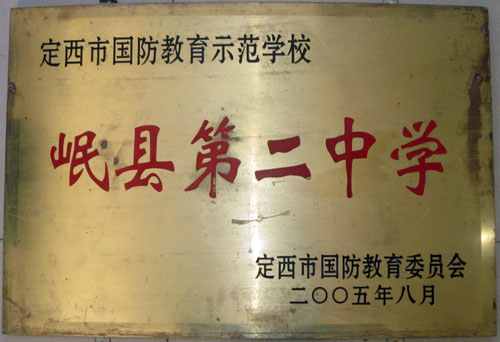 定西市国防教育示范学校
岷县第二中学
定西市国防教育委员会
二〇〇五年八月